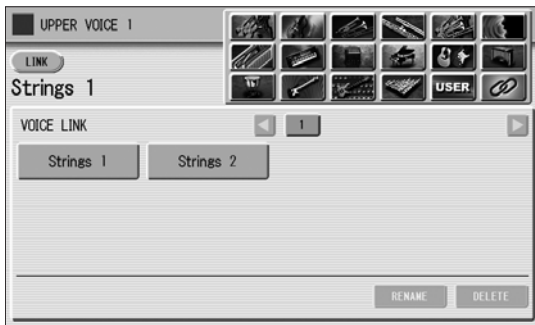 UPPER VOICE 1
LINK
Strings 1
USER
VOICE LINK 1
Strings 1 Strings 2
RENAME DELETE